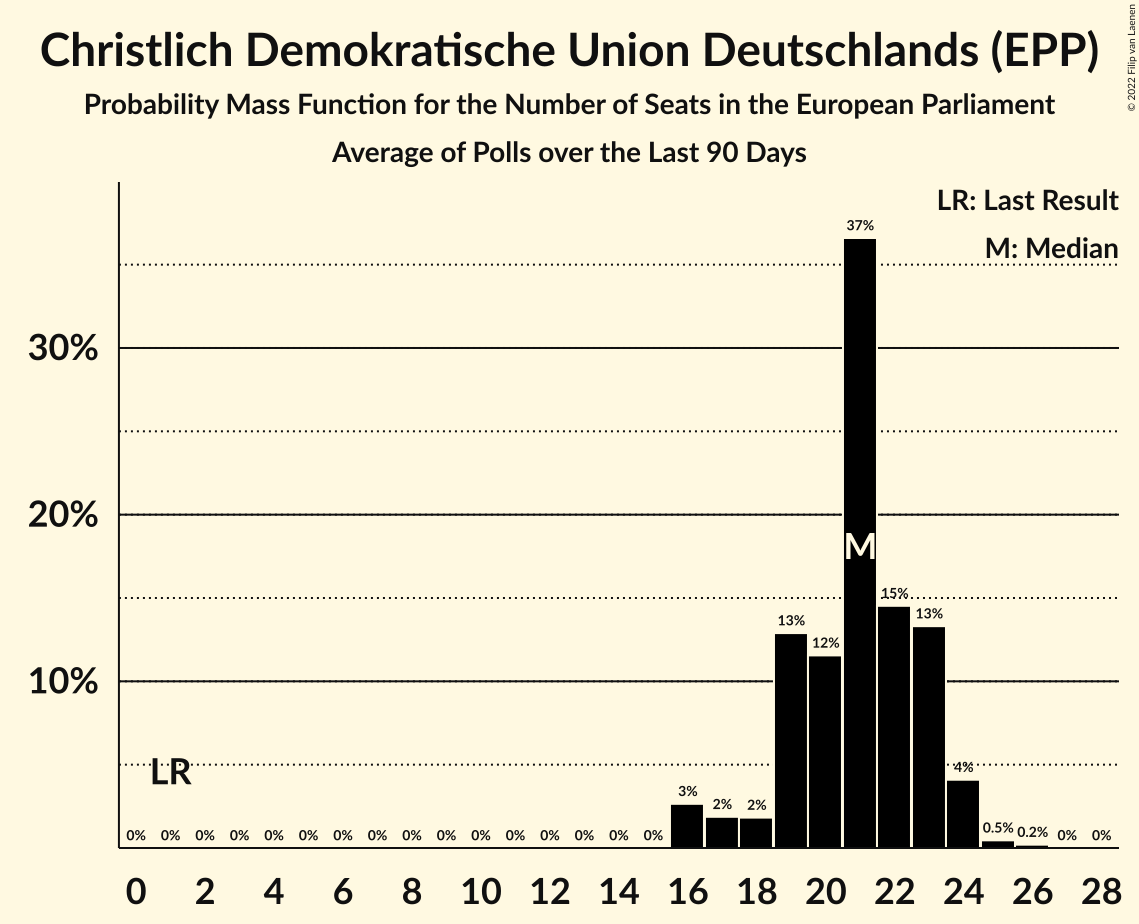 Christlich Demokratische Union Deutschlands (EPP)
Probability Mass Function for the Number of Seats in the European Parliament
Average of Polls over the Last 90 Days
© 2022 Filip van Laenen
LR: Last Result
M: Median
37%
30%
20%
M
15%
13%
13%
12%
10%
LR
4%
3%
2%
2%
0% 0% 0% 0% 0% 0% 0% 0% 0% 0% 0% 0% 0% 0% 0% 0% 0.5% 0.2% 0% 0%
0 2 4 6 8 10 12 14 16 18 20 22 24 26 28